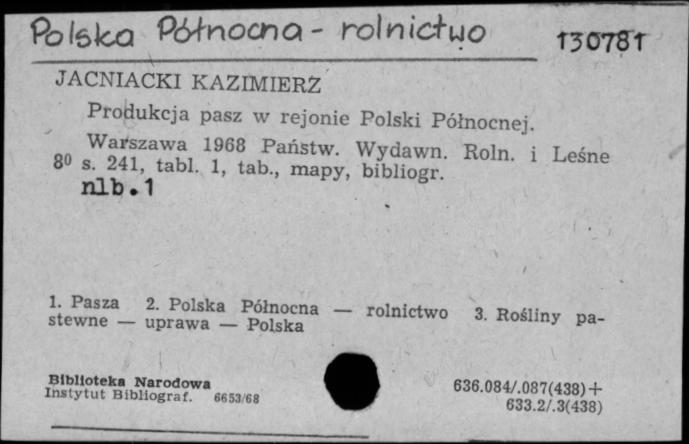 Polska Północna - rolnictwo 130781
JACNIACKI KAZIMIERZ
Produkcja pasz w rejonie Polski Północnej.
Warszawa 1968 Państw. Wydawn. Roln. i Leśne
8⁰ s. 241, tabl. 1, tab., mapy, bibliogr.
nlb.1
1. Pasza 2. Polska Północna — rolnictwo 3. Rośliny pa-
stewne — uprawa — Polska
Biblioteka Narodowa
Instytut Bibliograf. 6653/68
636.084/.087(438)+
633.2/.3(438)